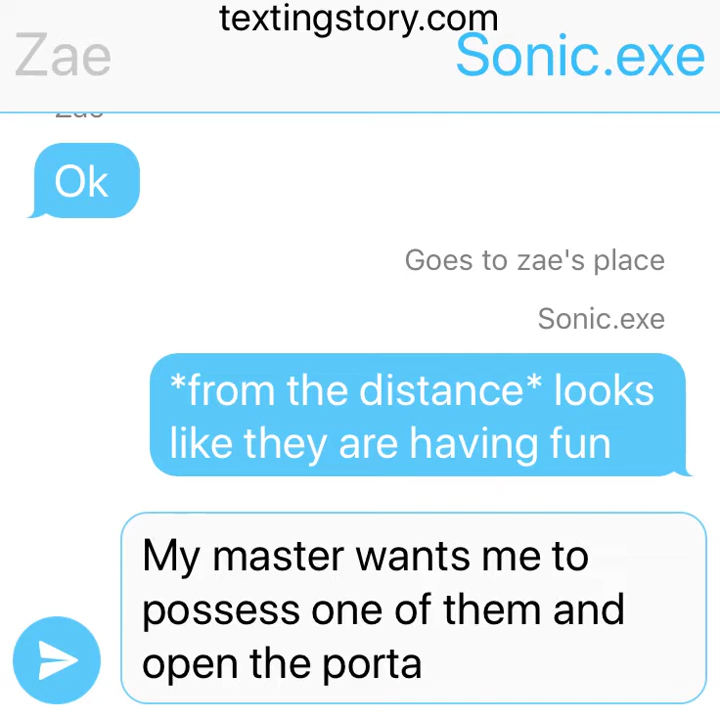 textingstory.com
Zae
Sonic.exe
Ok
Goes to zae's place
Sonic.exe
*from the distance* looks
like they are having fun
My master wants me to
possess one of them and
open the porta